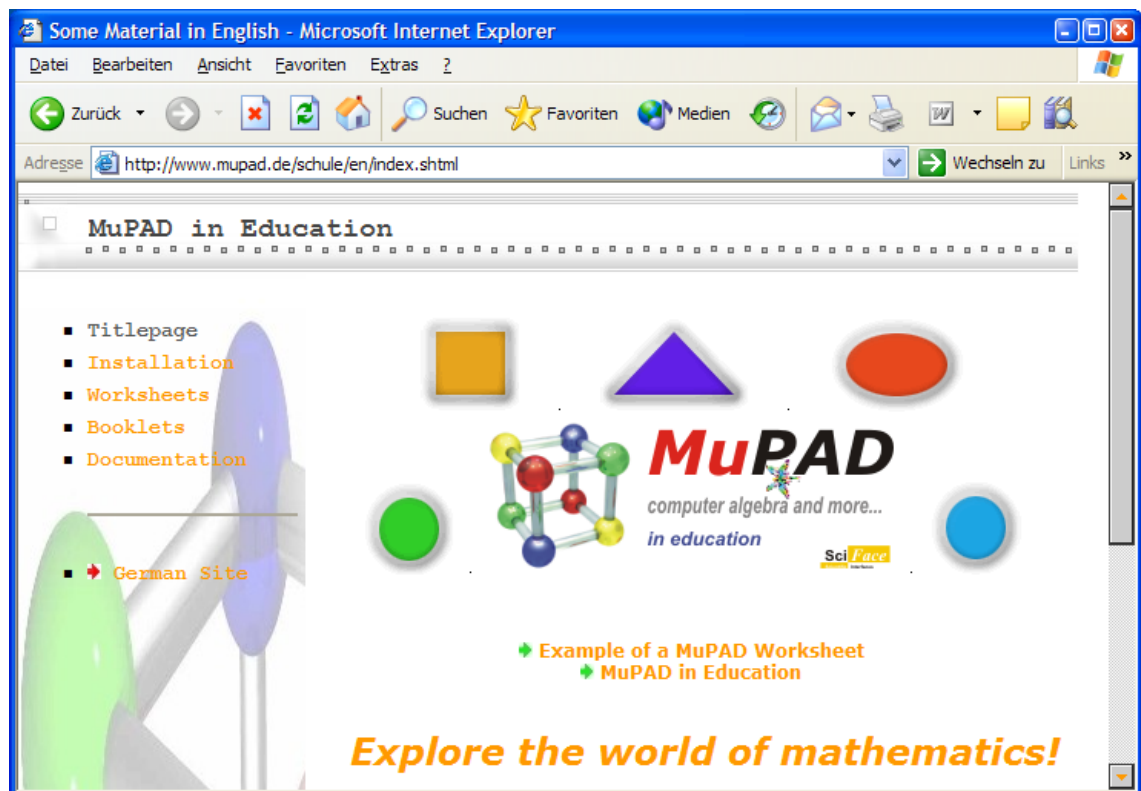 Some Material in English - Microsoft Internet Explorer
Datei Bearbeiten Ansicht Favoriten Extras ?
Zurück Suchen Favoriten Medien
Adresse http://www.mupad.de/schule/en/index.shtml Wechseln zu Links »
MuPAD in Education
Titlepage
Installation
Worksheets
Booklets
Documentation
German Site
MuPAD
computer algebra and more...
in education
SciFace
Example of a MuPAD Worksheet
MuPAD in Education
Explore the world of mathematics!